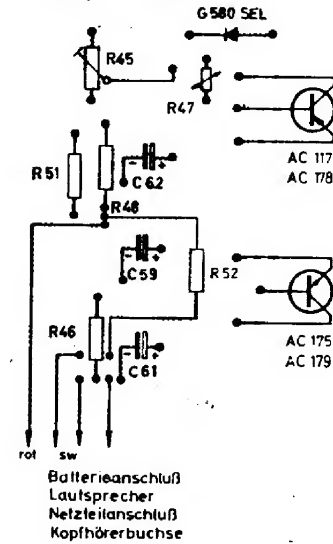 G580 SEL
R45
R47
AC 117
AC 178
R51
- +
C62
R48
- +
C59
R52
R46
- +
C61
AC 175
AC 179
rot sw
Batterieanschluß
Lautsprecher
Netzteilanschluß
Kopfhörerbuchse